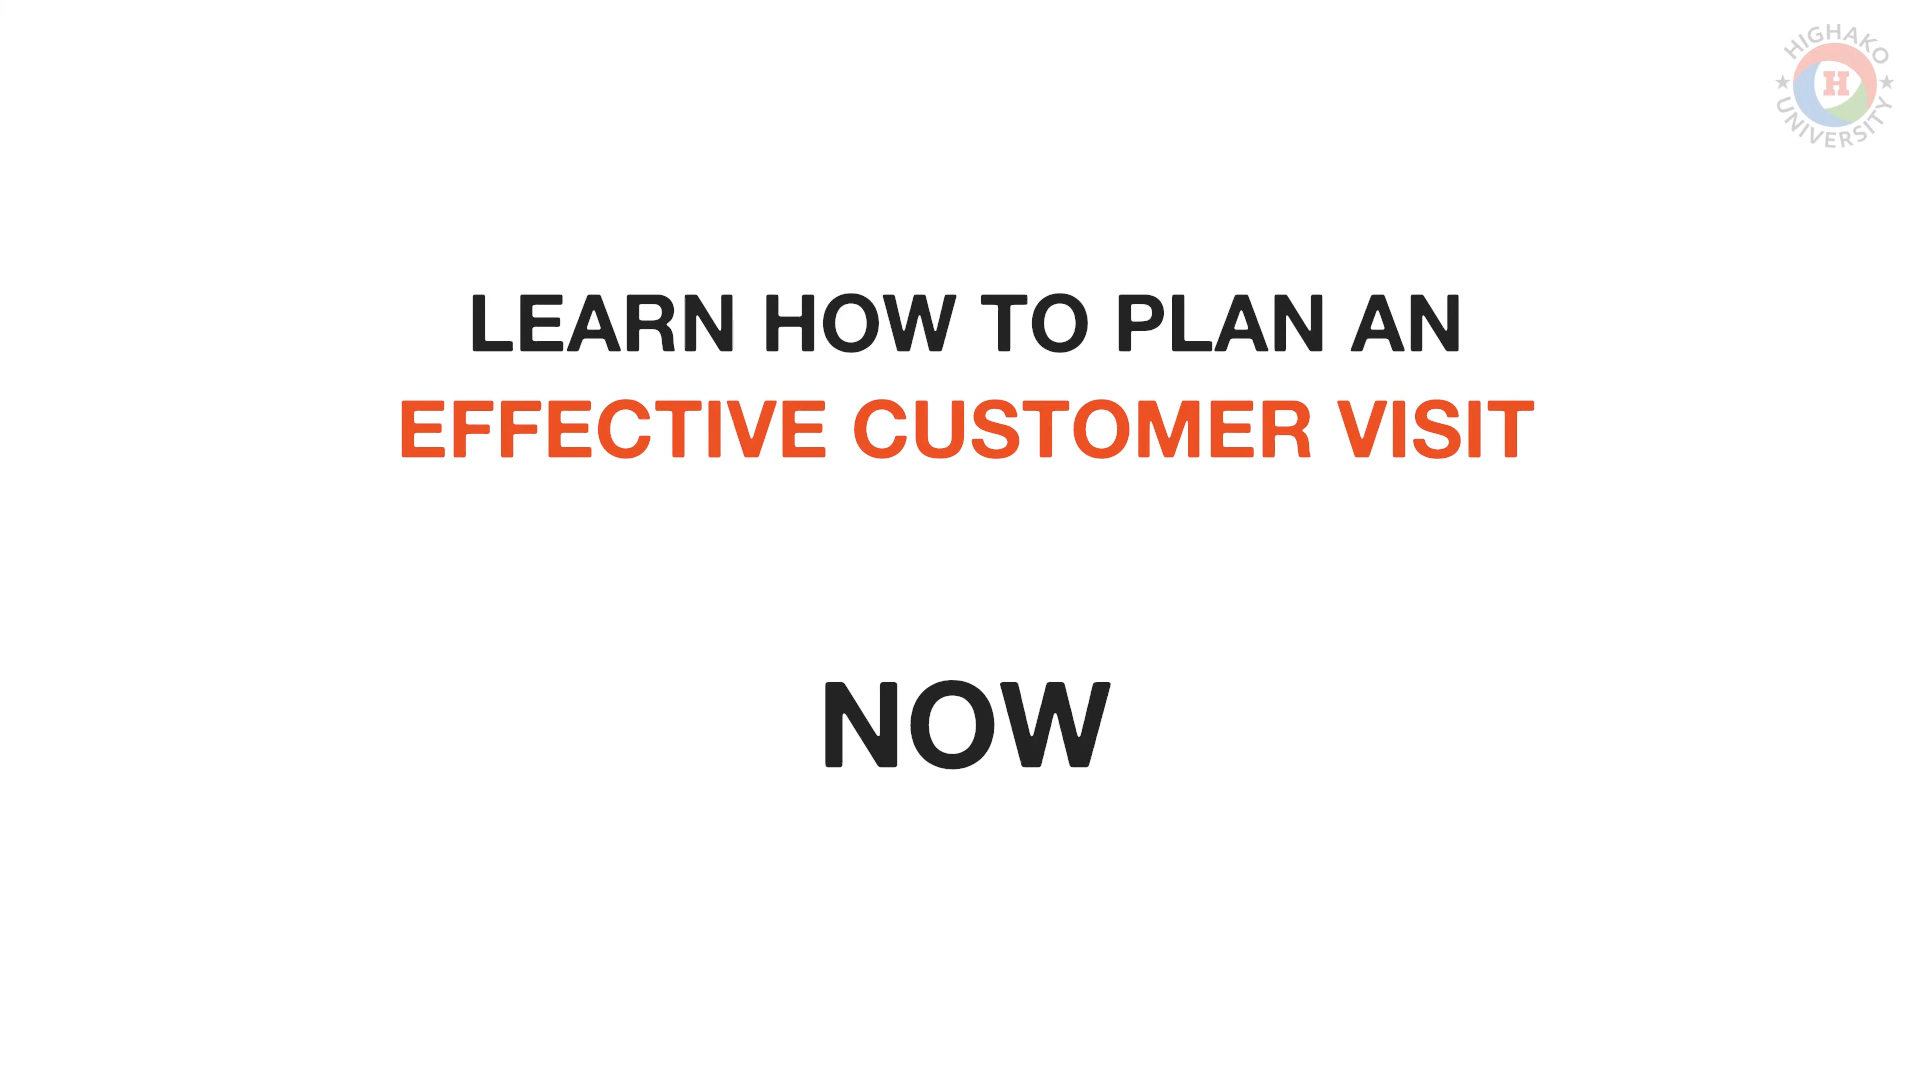 HIGHAKO
H
UNIVERSITY
LEARN HOW TO PLAN AN
EFFECTIVE CUSTOMER VISIT
NOW